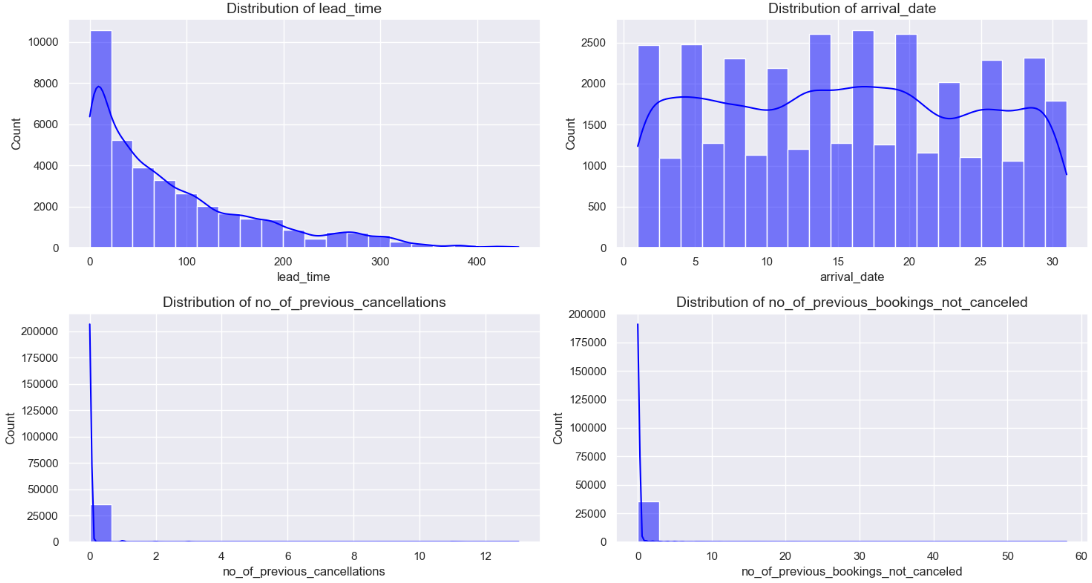 Distribution of lead_time
Count
10000
8000
6000
4000
2000
0
0 100 200 300 400
lead_time
Distribution of arrival_date
Count
2500
2000
1500
1000
500
0
0 5 10 15 20 25 30
arrival_date
Distribution of no_of_previous_cancellations
Count
200000
175000
150000
125000
100000
75000
50000
25000
0
0 2 4 6 8 10 12
no_of_previous_cancellations
Distribution of no_of_previous_bookings_not_canceled
Count
200000
175000
150000
125000
100000
75000
50000
25000
0
0 10 20 30 40 50 60
no_of_previous_bookings_not_canceled